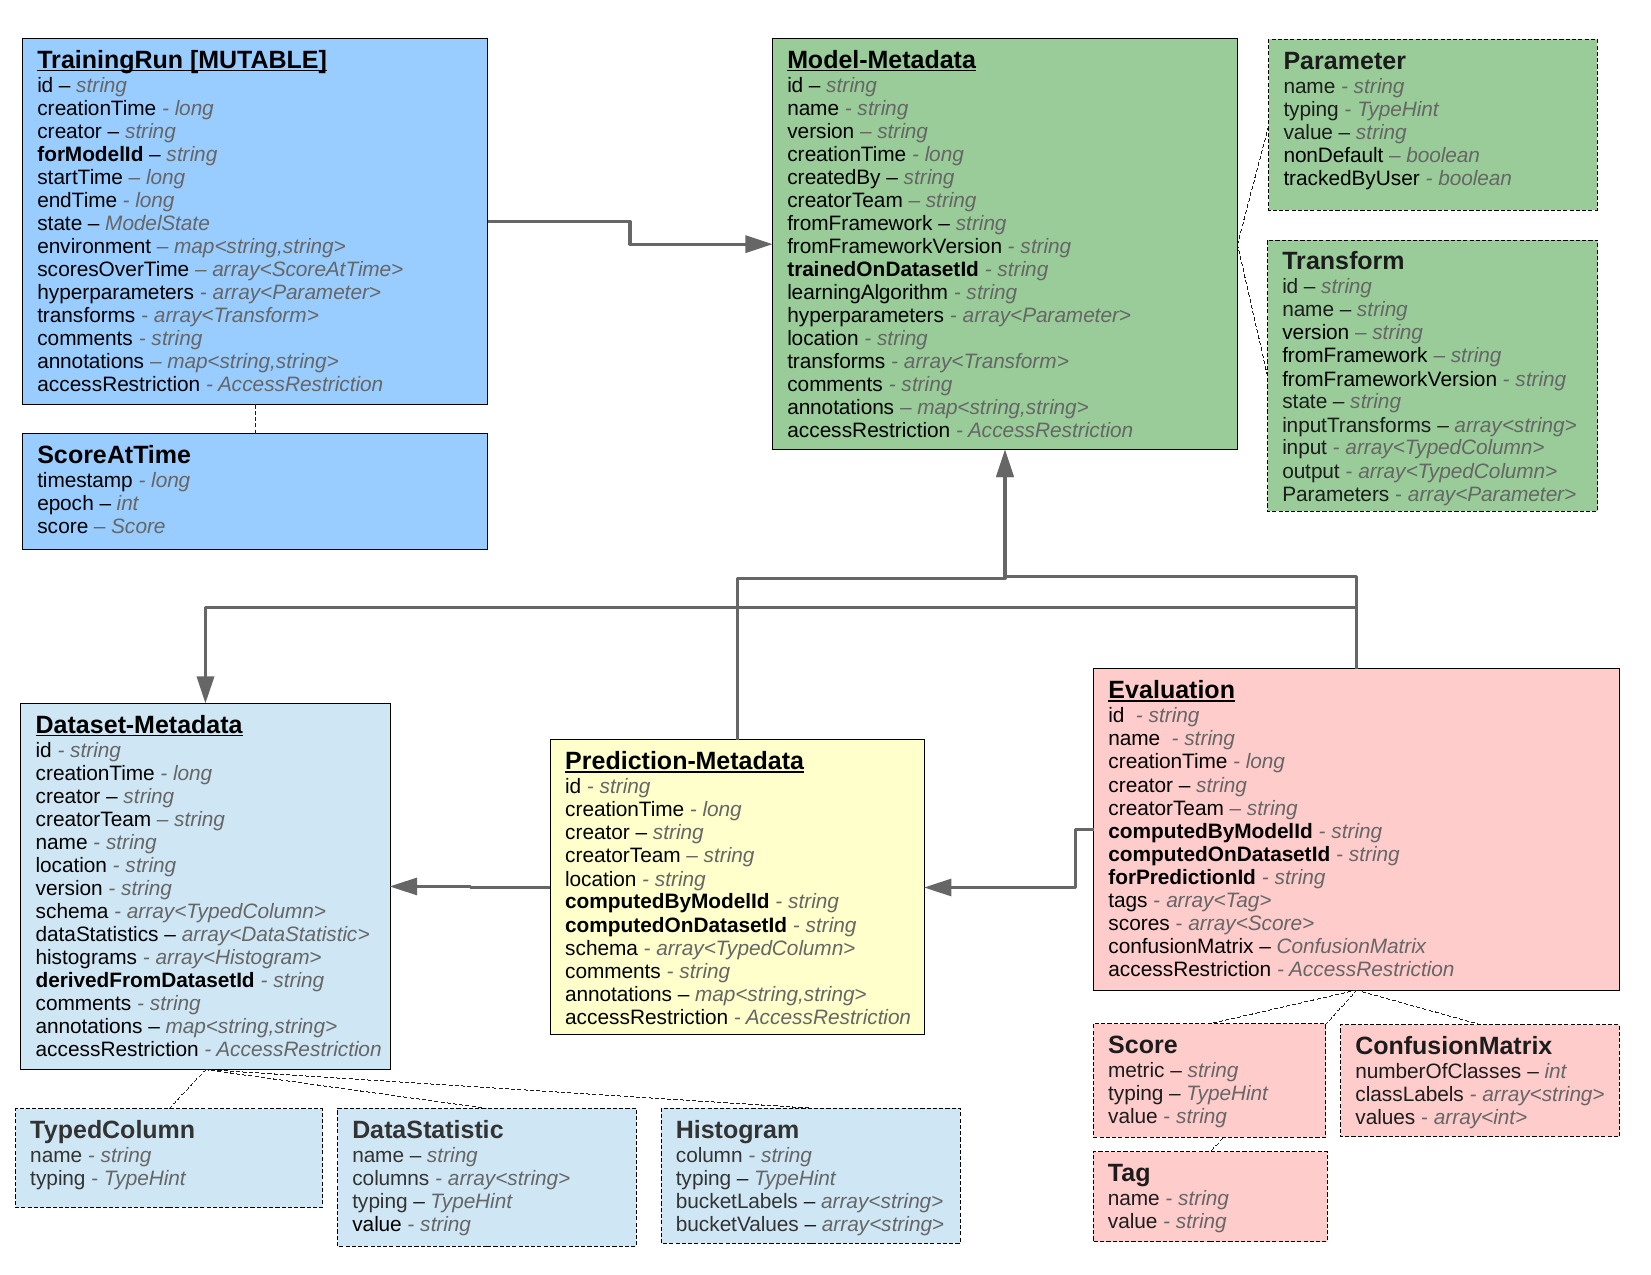 TrainingRun [MUTABLE]
id – string
creationTime - long
creator – string
forModelId – string
startTime – long
endTime - long
state – ModelState
environment – map<string,string>
scoresOverTime – array<ScoreAtTime>
hyperparameters - array<Parameter>
transforms - array<Transform>
comments - string
annotations – map<string,string>
accessRestriction - AccessRestriction
ScoreAtTime
timestamp - long
epoch – int
score – Score
Model-Metadata
id – string
name - string
version – string
creationTime - long
createdBy – string
creatorTeam – string
fromFramework – string
fromFrameworkVersion - string
trainedOnDatasetId - string
learningAlgorithm - string
hyperparameters - array<Parameter>
location - string
transforms - array<Transform>
comments - string
annotations – map<string,string>
accessRestriction - AccessRestriction
Parameter
name - string
typing - TypeHint
value – string
nonDefault – boolean
trackedByUser - boolean
Transform
id – string
name – string
version – string
fromFramework – string
fromFrameworkVersion - string
state – string
inputTransforms – array<string>
input - array<TypedColumn>
output - array<TypedColumn>
Parameters - array<Parameter>
Dataset-Metadata
id - string
creationTime - long
creator – string
creatorTeam – string
name - string
location - string
version - string
schema - array<TypedColumn>
dataStatistics – array<DataStatistic>
histograms - array<Histogram>
derivedFromDatasetId - string
comments - string
annotations – map<string,string>
accessRestriction - AccessRestriction
Prediction-Metadata
id - string
creationTime - long
creator – string
creatorTeam – string
location - string
computedByModelId - string
computedOnDatasetId - string
schema - array<TypedColumn>
comments - string
annotations – map<string,string>
accessRestriction - AccessRestriction
Evaluation
id - string
name - string
creationTime - long
creator – string
creatorTeam – string
computedByModelId - string
computedOnDatasetId - string
forPredictionId - string
tags - array<Tag>
scores - array<Score>
confusionMatrix – ConfusionMatrix
accessRestriction - AccessRestriction
TypedColumn
name - string
typing - TypeHint
DataStatistic
name – string
columns - array<string>
typing – TypeHint
value - string
Histogram
column - string
typing – TypeHint
bucketLabels – array<string>
bucketValues – array<string>
Score
metric – string
typing – TypeHint
value - string
ConfusionMatrix
numberOfClasses – int
classLabels - array<string>
values - array<int>
Tag
name - string
value - string